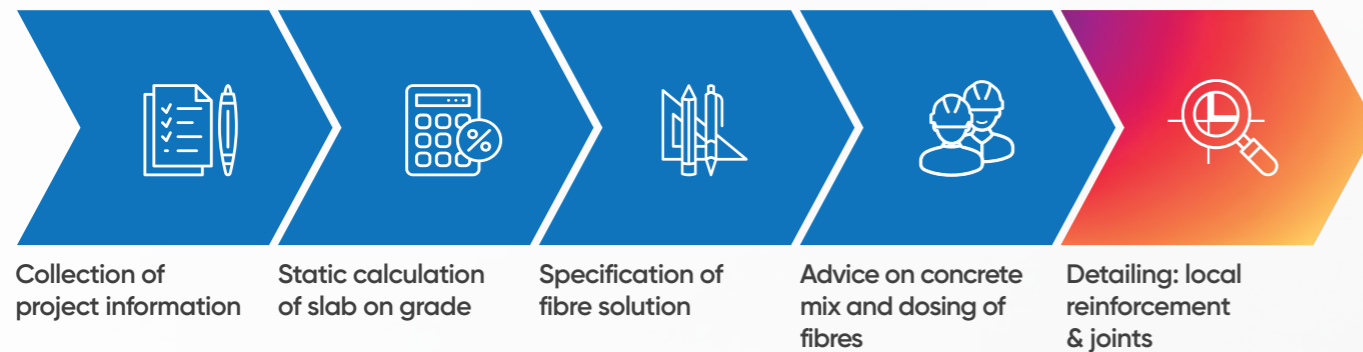 Collection of
project information
Static calculation
of slab on grade
Specification of
fibre solution
Advice on concrete
mix and dosing of
fibres
Detailing: local
reinforcement
& joints